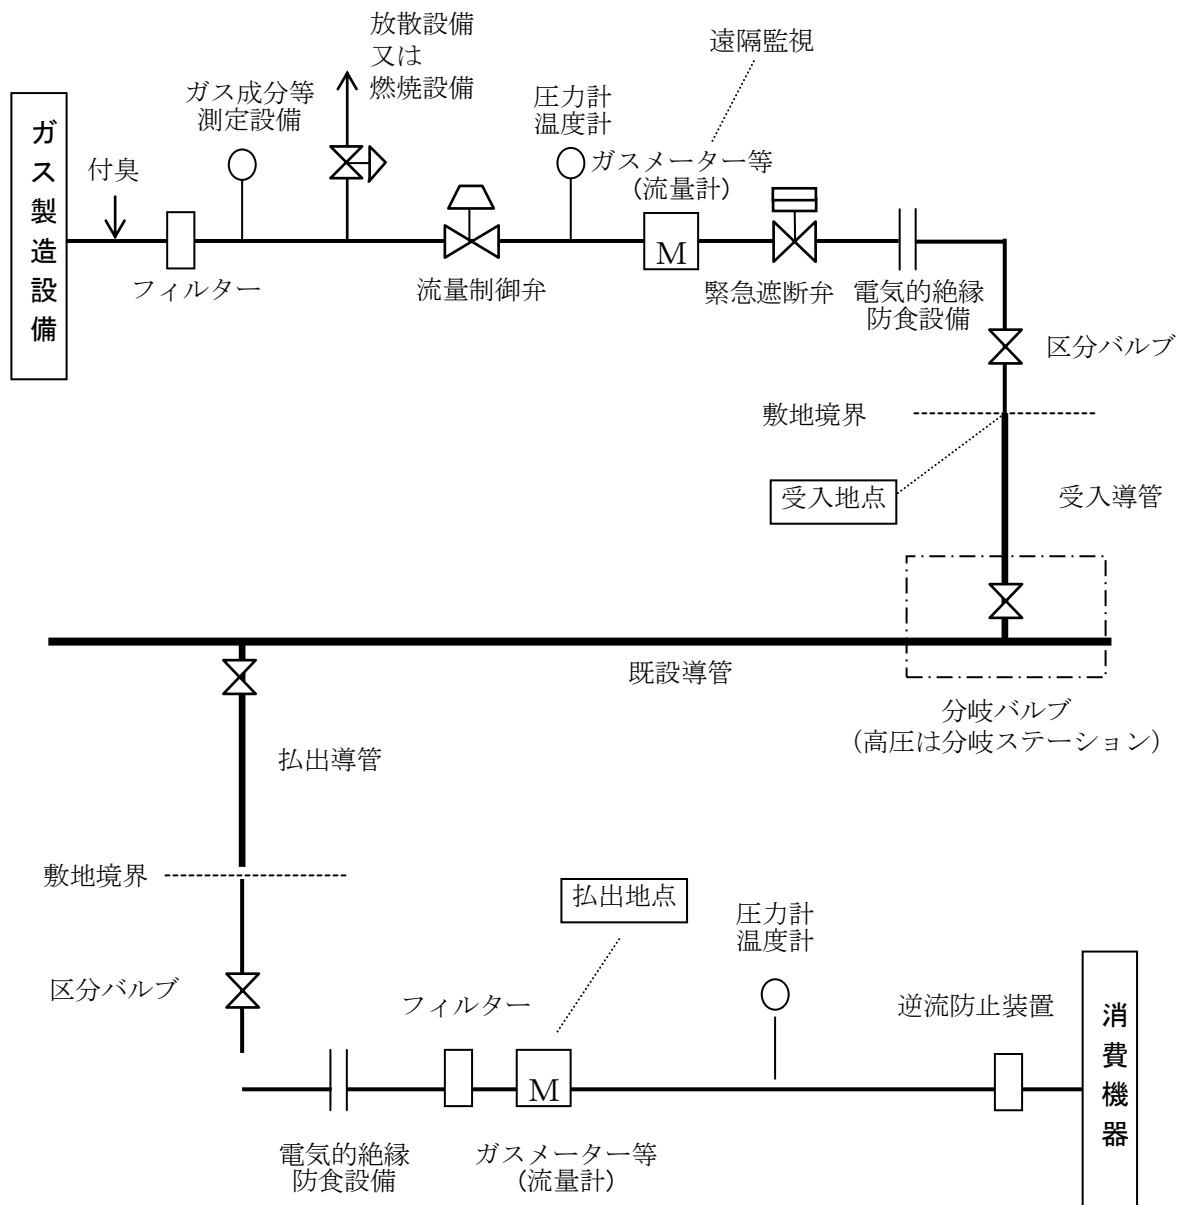 放散設備
又は
燃焼設備
遠隔監視
ガス成分等
測定設備
圧力計
温度計
ガス製造設備
付臭
ガスメーター等
(流量計)
M
フィルター
流量制御弁
緊急遮断弁
電気的絶縁
防食設備
区分バルブ
敷地境界
受入地点
受入導管
既設導管
分岐バルブ
(高圧は分岐ステーション)
払出導管
敷地境界
払出地点
圧力計
温度計
区分バルブ
フィルター
逆流防止装置
消費機器
M
電気的絶縁
防食設備
ガスメーター等
(流量計)